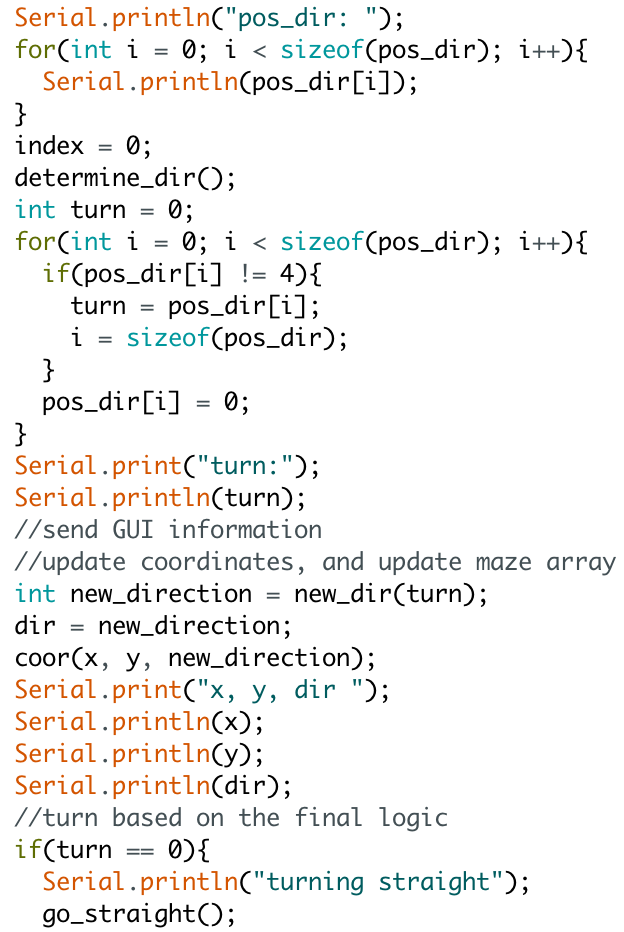 Serial.println("pos_dir: ");
for(int i = 0; i < sizeof(pos_dir); i++){
  Serial.println(pos_dir[i]);
}
index = 0;
determine_dir();
int turn = 0;
for(int i = 0; i < sizeof(pos_dir); i++){
  if(pos_dir[i] != 4){
    turn = pos_dir[i];
    i = sizeof(pos_dir);
  }
  pos_dir[i] = 0;
}
Serial.print("turn:");
Serial.println(turn);
//send GUI information
//update coordinates, and update maze array
int new_direction = new_dir(turn);
dir = new_direction;
coor(x, y, new_direction);
Serial.print("x, y, dir ");
Serial.println(x);
Serial.println(y);
Serial.println(dir);
//turn based on the final logic
if(turn == 0){
  Serial.println("turning straight");
  go_straight();